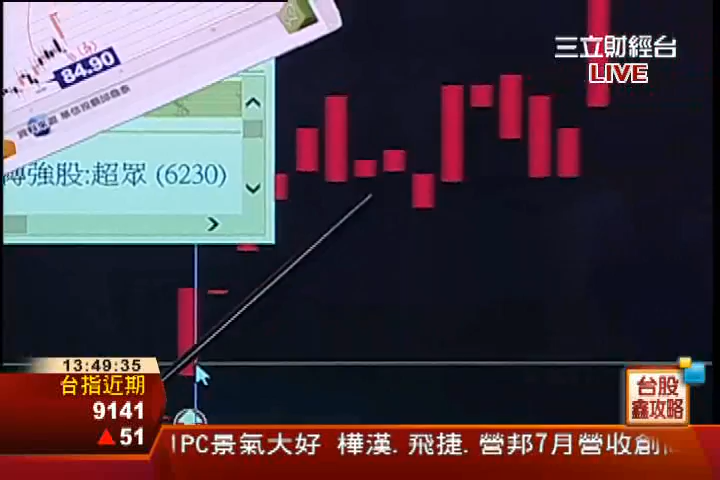 三立財經台
LIVE
84.90
轉強股:超眾 (6230)
13:49:35
台指近期
9141
▲51
台股
鑫攻略
IPC景氣大好 樺漢.飛捷.營邦7月營收創